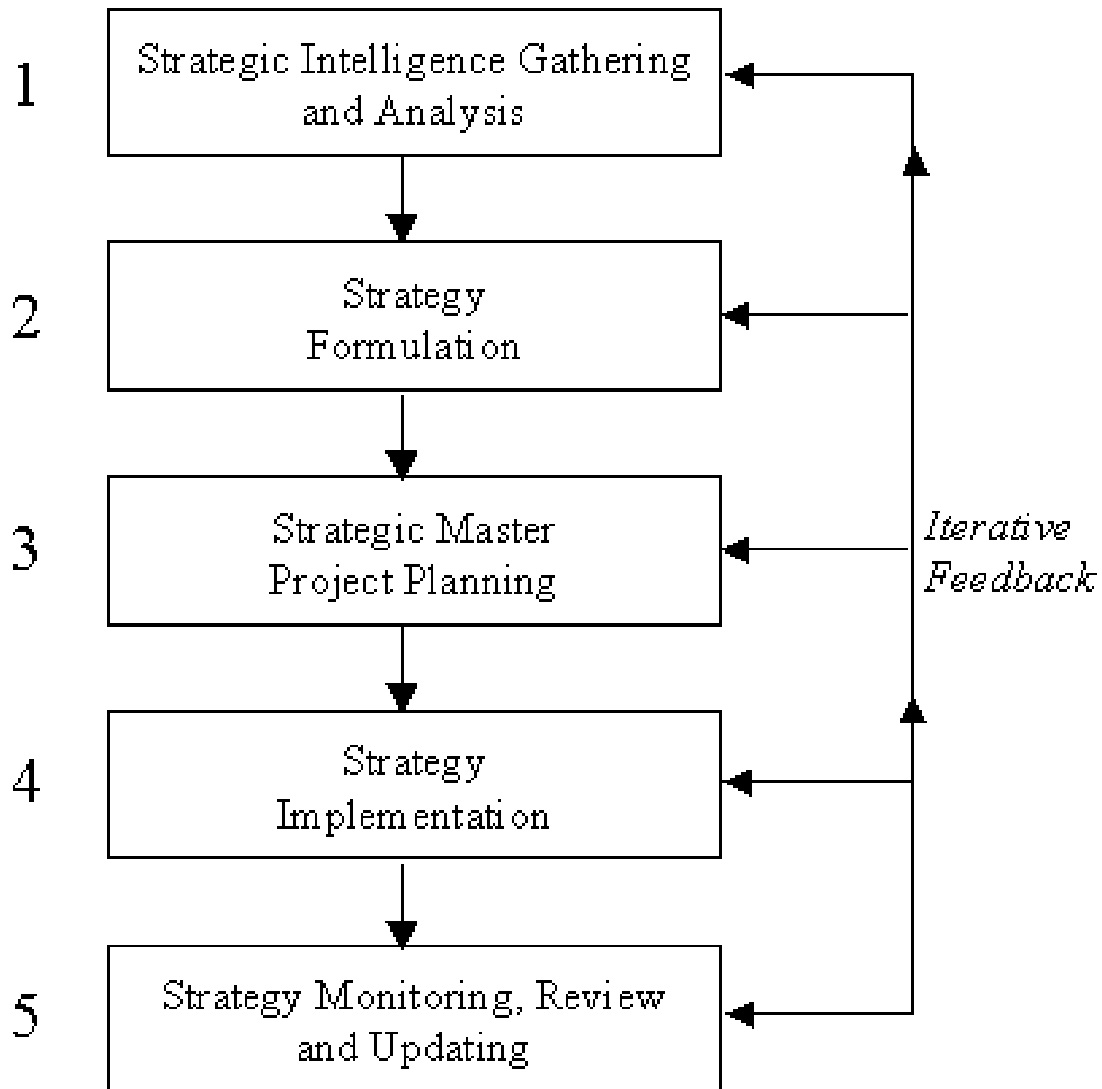 1
Strategic Intelligence Gathering
and Analysis
2
Strategy
Formulation
3
Strategic Master
Project Planning
Iterative
Feedback
4
Strategy
Implementation
5
Strategy Monitoring, Review
and Updating